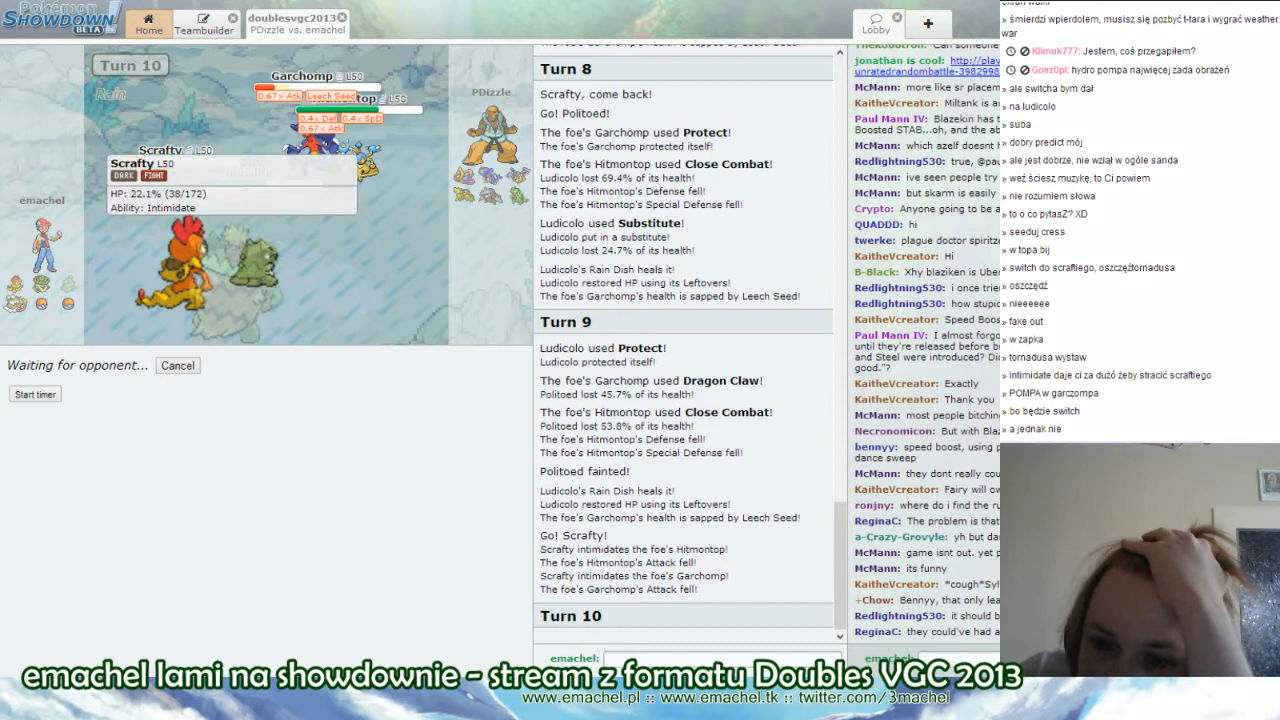 Pokémon
SHOWDOWN
BETA
Home
Teambuilder
doublesvgc2013
PDizzle vs. emachel
Lobby
+
Turn 10
Rain
Garchomp L50
0.67× Atk Leech Seed
L50
0.4× Def 0.4× SpD
0.67× Atk
Scrafty L50
Scrafty L50
DARK FIGHT
HP: 22.1% (38/172)
Ability: Intimidate
emachel
PDizzle
Waiting for opponent... Cancel
Start timer
Turn 8
Scrafty, come back!
Go! Politoed!
The foe's Garchomp used Protect!
The foe's Garchomp protected itself!
The foe's Hitmontop used Close Combat!
Ludicolo lost 69.4% of its health!
The foe's Hitmontop's Defense fell!
The foe's Hitmontop's Special Defense fell!
Ludicolo used Substitute!
Ludicolo put in a substitute!
Ludicolo lost 24.7% of its health!
Ludicolo's Rain Dish heals it!
Ludicolo restored HP using its Leftovers!
The foe's Garchomp's health is sapped by Leech Seed!
Turn 9
Ludicolo used Protect!
Ludicolo protected itself!
The foe's Garchomp used Dragon Claw!
Politoed lost 45.7% of its health!
The foe's Hitmontop used Close Combat!
Politoed lost 53.8% of its health!
The foe's Hitmontop's Defense fell!
The foe's Hitmontop's Special Defense fell!
Politoed fainted!
Ludicolo's Rain Dish heals it!
Ludicolo restored HP using its Leftovers!
The foe's Garchomp's health is sapped by Leech Seed!
Go! Scrafty!
Scrafty intimidates the foe's Hitmontop!
The foe's Hitmontop's Attack fell!
Scrafty intimidates the foe's Garchomp!
The foe's Garchomp's Attack fell!
Turn 10
emachel:
jonathan is cool: http://play
unratedrandombattle-3982998
McMann: more like sr placem
KaitheVcreator: Miltank is a
Paul Mann IV: Blazekin has t
Boosted STAB...oh, and the ab
McMann: which azelf doesnt H
Redlightning530: true, @pau
McMann: ive seen people try
McMann: but skarm is easily
Crypto: Anyone going to be a
QUADDD: hi
twerke: plague doctor spiritz
KaitheVcreator: Hi
B-Black: Xhy blaziken is Uber
Redlightning530: i once tried
Redlightning530: how stupid
KaitheVcreator: Speed Boos
Paul Mann IV: I almost forgo
until they're released before b
and Steel were introduced? Di
good."?
KaitheVcreator: Exactly
KaitheVcreator: Thank you
McMann: most people bitching
Necronomicon: But with Blaz
bennyy: speed boost, using p
dance sweep
McMann: they dont really cou
KaitheVcreator: Fairy will ow
ronjny: where do i find the ru
ReginaC: The problem is that
a-Crazy-Grovyle: yh but da
McMann: game isnt out. yet p
McMann: its funny
KaitheVcreator: *cough*Syl
+Chow: Bennyy, that only lea
Redlightning530: it should b
ReginaC: they could've had a
» śmierdzi wpierdolem, musisz się pozbyć t-tara i wygrać weather
war
Klimuk777: Jestem, coś przegapiłem?
Gonz0pl: hydro pompa najwięcej zada obrażeń
» ale switcha bym dał
» na ludicolo
» suba
» dobry predict mój
» ale jest dobrze, nie wziął w ogóle sanda
» weź ściesz muzykę, to Ci powiem
» nie rozumiem słowa
» to o co pytasZ? XD
» seeduj cress
» w topa bij
» switch do scraftiego, oszczęźtornadusa
» oszczędź
» nieeeeee
» fake out
» w zapka
» tornadusa wystaw
» intimidate daje ci za dużó żeby stracić scraftiego
» POMPA w garczompa
» bo będzie switch
» a jednak nie
emachel lami na showdownie - stream z formatu Doubles VGC 2013
www.emachel.pl :: www.emachel.tk :: twitter.com/3machel